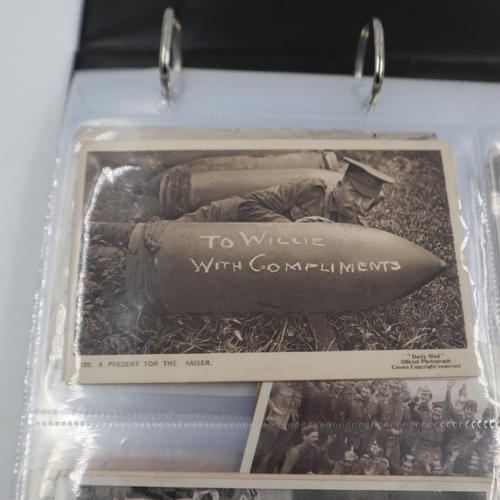 TO WILLIE
WITH COMPLIMENTS
A PRESENT FOR THE KAISER.
"Daily Mail"
Official Photograph
Crown Copyright reserved